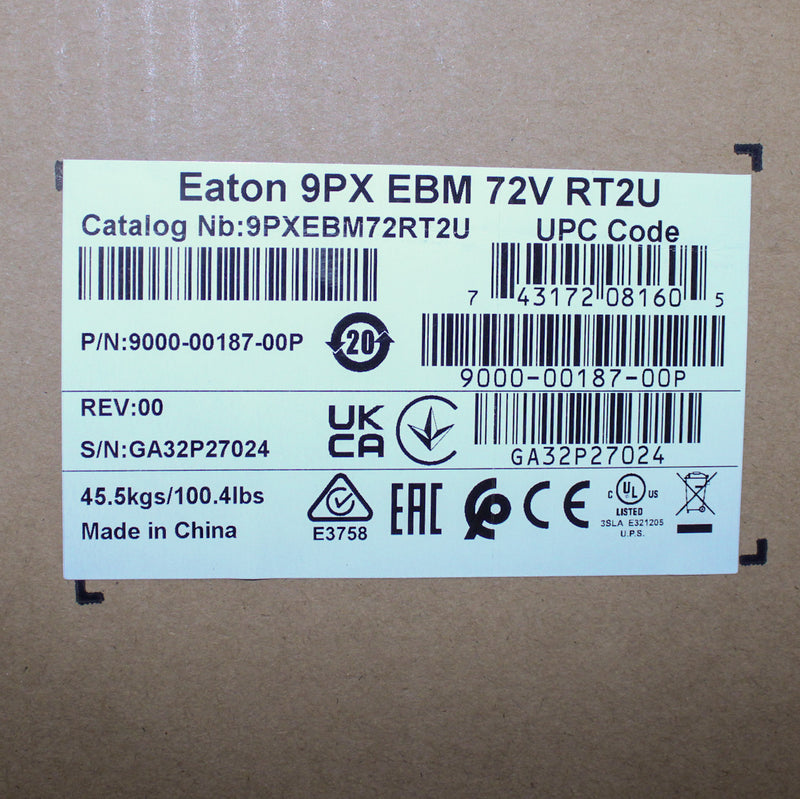 Eaton 9PX EBM 72V RT2U
Catalog Nb:9PXEBM72RT2U
UPC Code
7 43172 08160 5
P/N:9000-00187-00P
20
9000-00187-00P
REV:00
UK
CA
S/N:GA32P27024
GA32P27024
45.5kgs/100.4lbs
Made in China
E3758
EAC
CE
C UL US
LISTED
3SLA E321205
U.P.S.